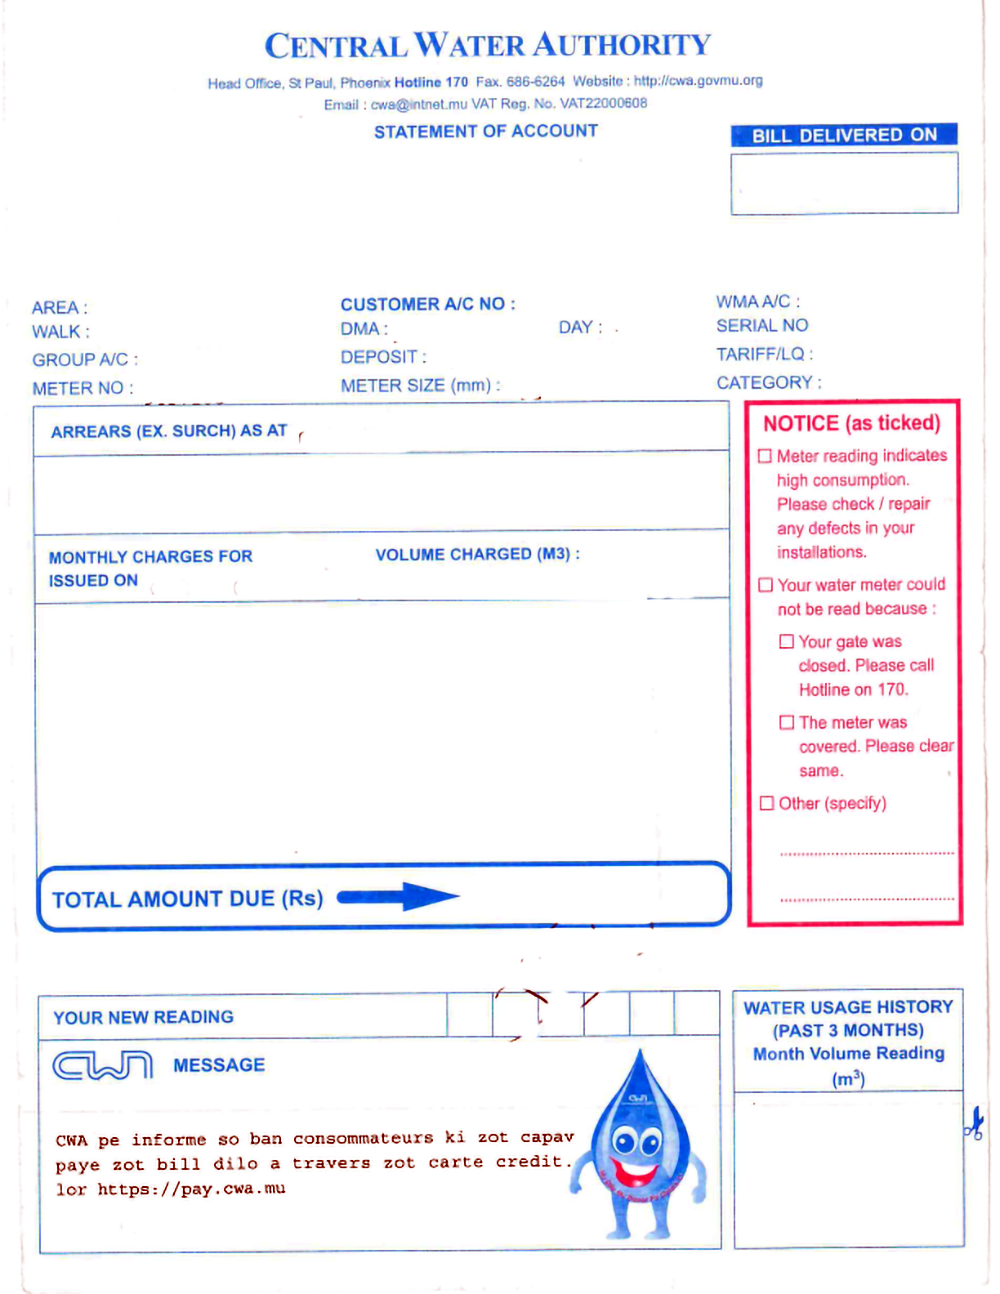 CENTRAL WATER AUTHORITY
Head Office, St Paul, Phoenix Hotline 170 Fax. 686-6264 Website : http://cwa.govmu.org
Email : cwa@intnet.mu VAT Reg. No. VAT22000608
STATEMENT OF ACCOUNT
BILL DELIVERED ON
AREA :
CUSTOMER A/C NO :
WMA A/C :
WALK :
DMA :
DAY :
SERIAL NO
GROUP A/C :
DEPOSIT :
TARIFF/LQ :
METER NO :
METER SIZE (mm) :
CATEGORY :
ARREARS (EX. SURCH) AS AT
MONTHLY CHARGES FOR
VOLUME CHARGED (M3) :
ISSUED ON
TOTAL AMOUNT DUE (Rs)
NOTICE (as ticked)
Meter reading indicates
high consumption.
Please check / repair
any defects in your
installations.
Your water meter could
not be read because :
Your gate was
closed. Please call
Hotline on 170.
The meter was
covered. Please clear
same.
Other (specify)
YOUR NEW READING
CWA MESSAGE
CWA pe informe so ban consommateurs ki zot capav
paye zot bill dilo a travers zot carte credit.
lor https://pay.cwa.mu
WATER USAGE HISTORY
(PAST 3 MONTHS)
Month Volume Reading
(m³)